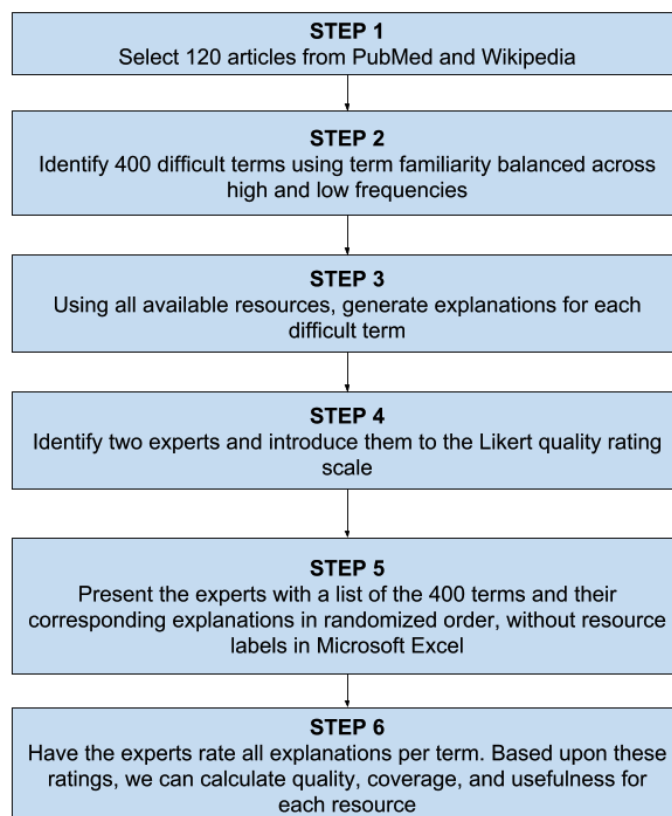 STEP 1
Select 120 articles from PubMed and Wikipedia
STEP 2
Identify 400 difficult terms using term familiarity balanced across
high and low frequencies
STEP 3
Using all available resources, generate explanations for each
difficult term
STEP 4
Identify two experts and introduce them to the Likert quality rating
scale
STEP 5
Present the experts with a list of the 400 terms and their
corresponding explanations in randomized order, without resource
labels in Microsoft Excel
STEP 6
Have the experts rate all explanations per term. Based upon these
ratings, we can calculate quality, coverage, and usefulness for
each resource